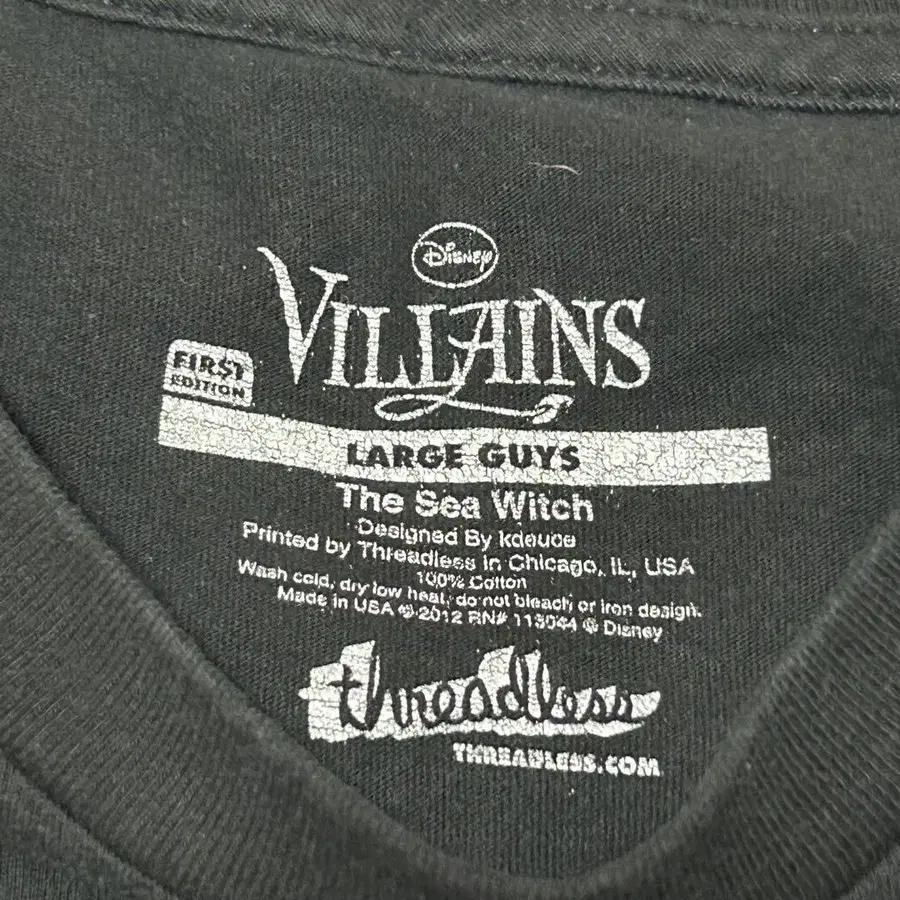 Disney
VILLAINS
FIRST
EDITION
LARGE GUYS
The Sea Witch
Designed By kdeuce
Printed by Threadless in Chicago, IL, USA
100% Cotton
Wash cold, dry low heat, do not bleach or iron design.
Made in USA © 2012 RN# 113044 © Disney
threadless
THREADLESS.COM